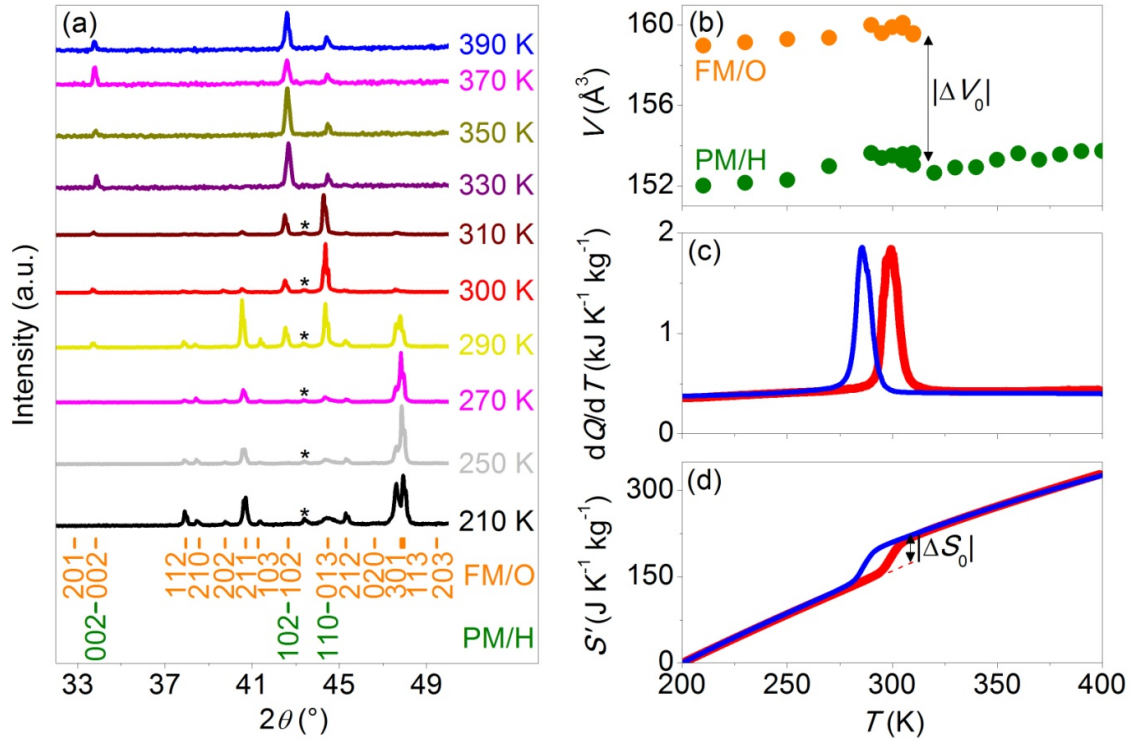 (a)
390 K
370 K
350 K
330 K
310 K
*
300 K
*
290 K
*
270 K
*
250 K
*
210 K
*
Intensity (a.u.)
201
002
112
210
202
211
103
102
013
212
020
301
113
203
FM/O
002
102
110
PM/H
32 37 41 45 49
2θ (°)
(b)
160
156
152
V (Å³)
FM/O
PM/H
|ΔV₀|
(c)
2
1
0
dQ/dT (kJ K⁻¹ kg⁻¹)
(d)
300
150
0
S′ (J K⁻¹ kg⁻¹)
|ΔS₀|
200 250 300 350 400
T (K)